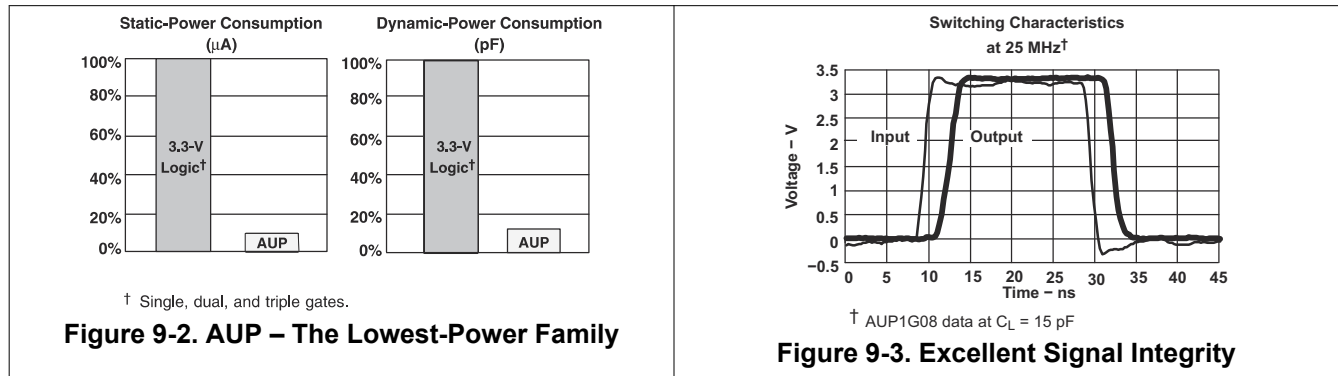 Static-Power Consumption
(µA)
100%
80%
60%
40%
20%
0%
3.3-V
Logic†
AUP
Dynamic-Power Consumption
(pF)
100%
80%
60%
40%
20%
0%
3.3-V
Logic†
AUP
† Single, dual, and triple gates.
Figure 9-2. AUP – The Lowest-Power Family
Switching Characteristics
at 25 MHz†
Voltage – V
3.5
3
2.5
2
1.5
1
0.5
0
−0.5
Input
Output
0 5 10 15 20 25 30 35 40 45
Time – ns
† AUP1G08 data at CL = 15 pF
Figure 9-3. Excellent Signal Integrity